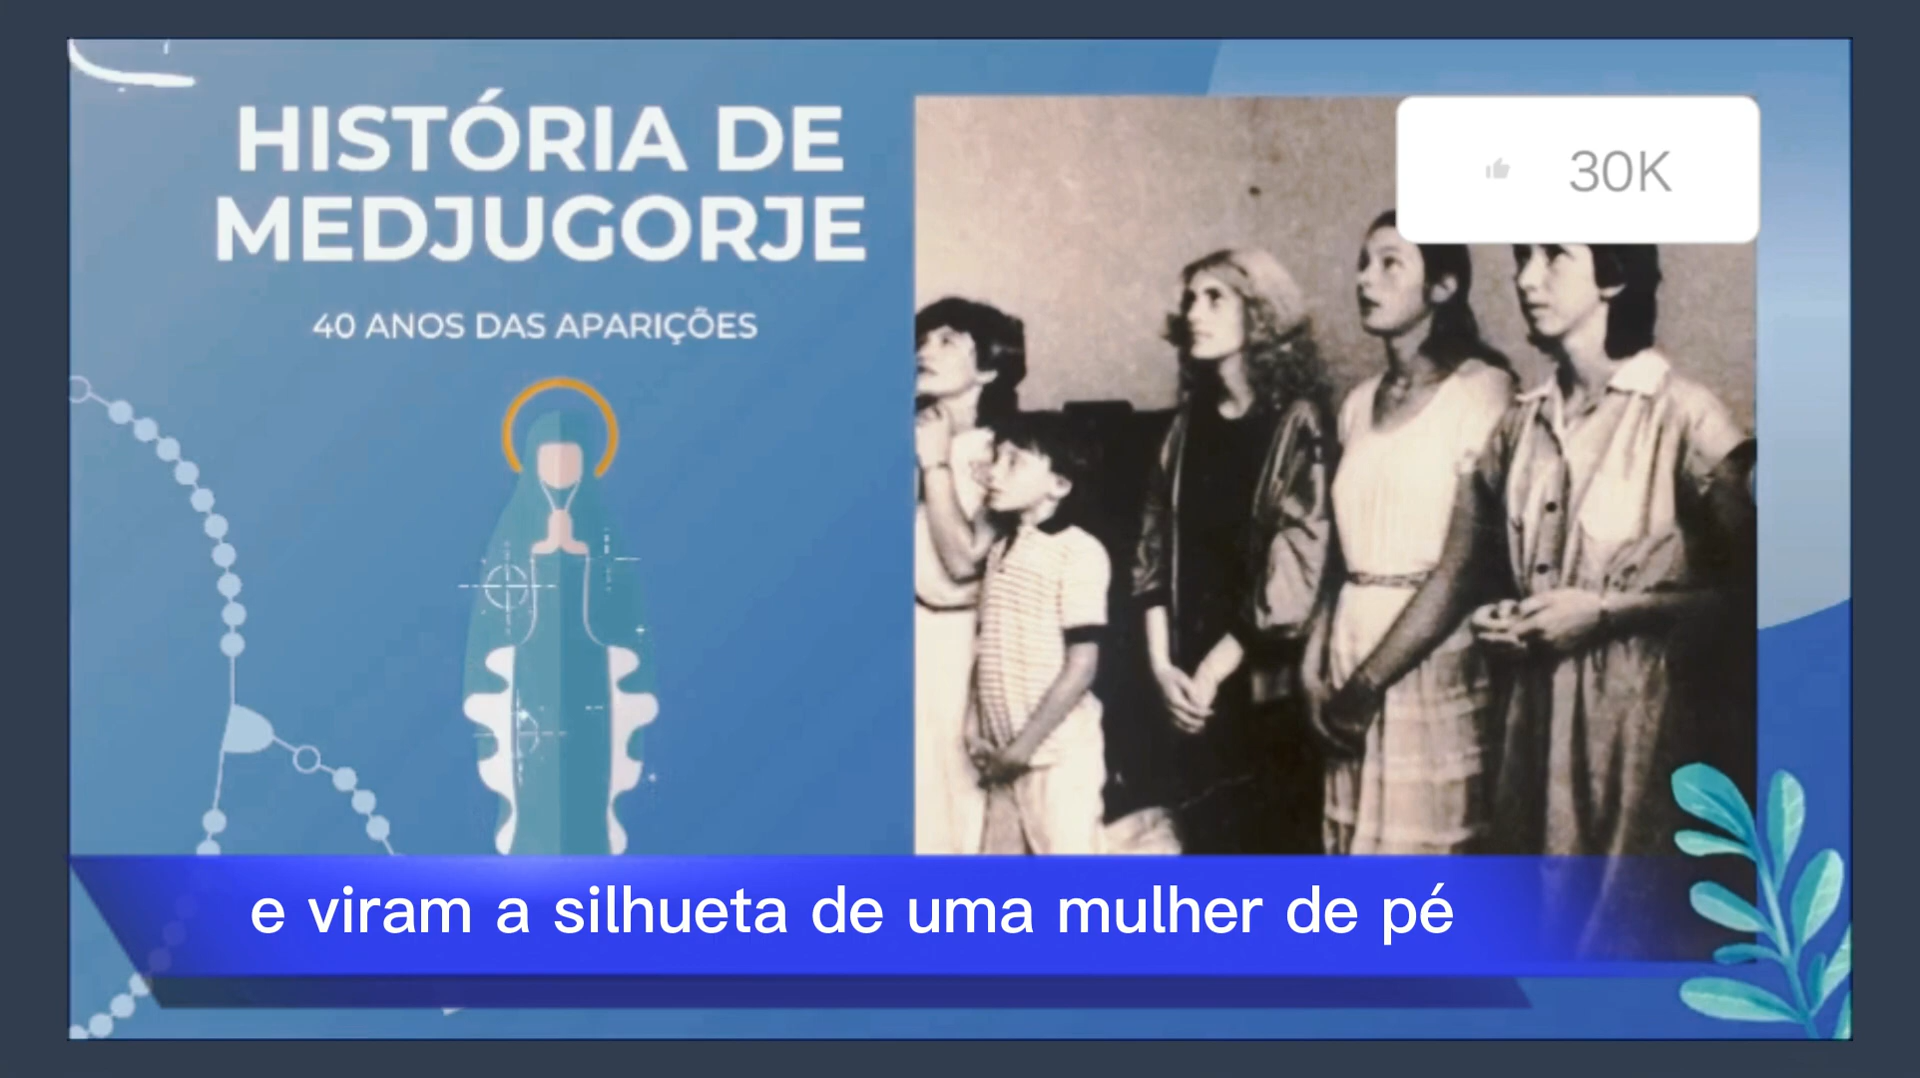 HISTÓRIA DE
MEDJUGORJE
40 ANOS DAS APARIÇÕES
30K
e viram a silhueta de uma mulher de pé